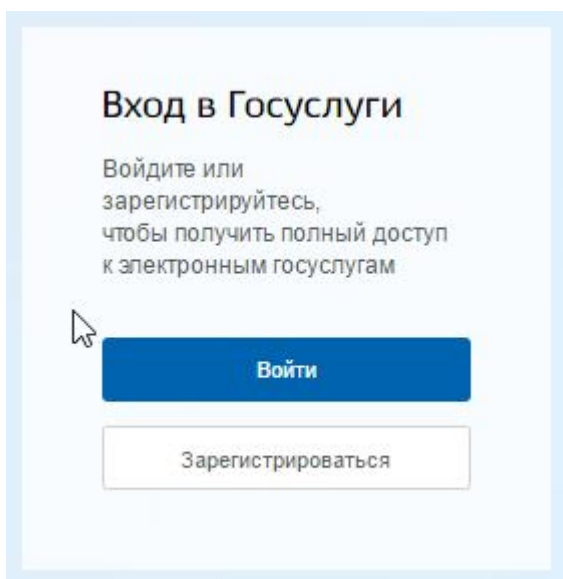 Вход в Госуслуги
Войдите или
зарегистрируйтесь,
чтобы получить полный доступ
к электронным госуслугам
Войти
Зарегистрироваться